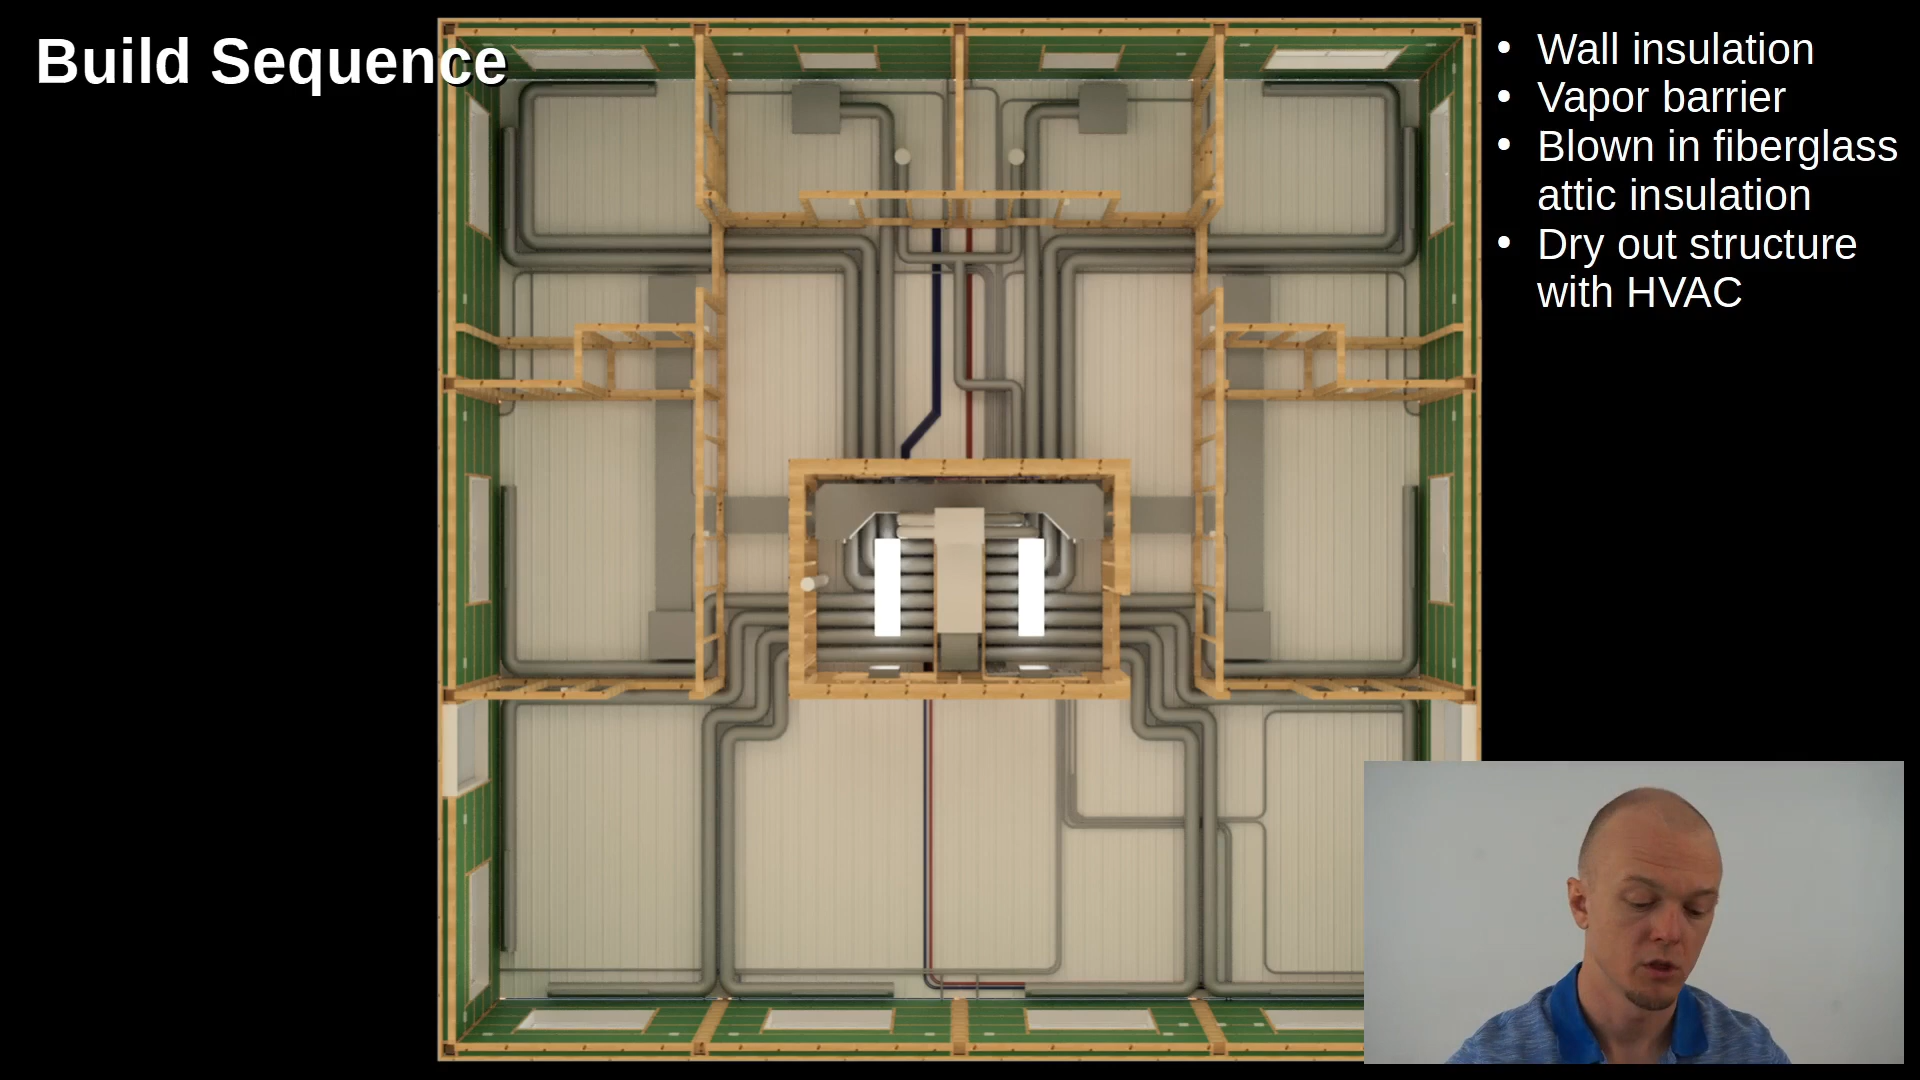 Build Sequence
• Wall insulation
• Vapor barrier
• Blown in fiberglass
attic insulation
• Dry out structure
with HVAC